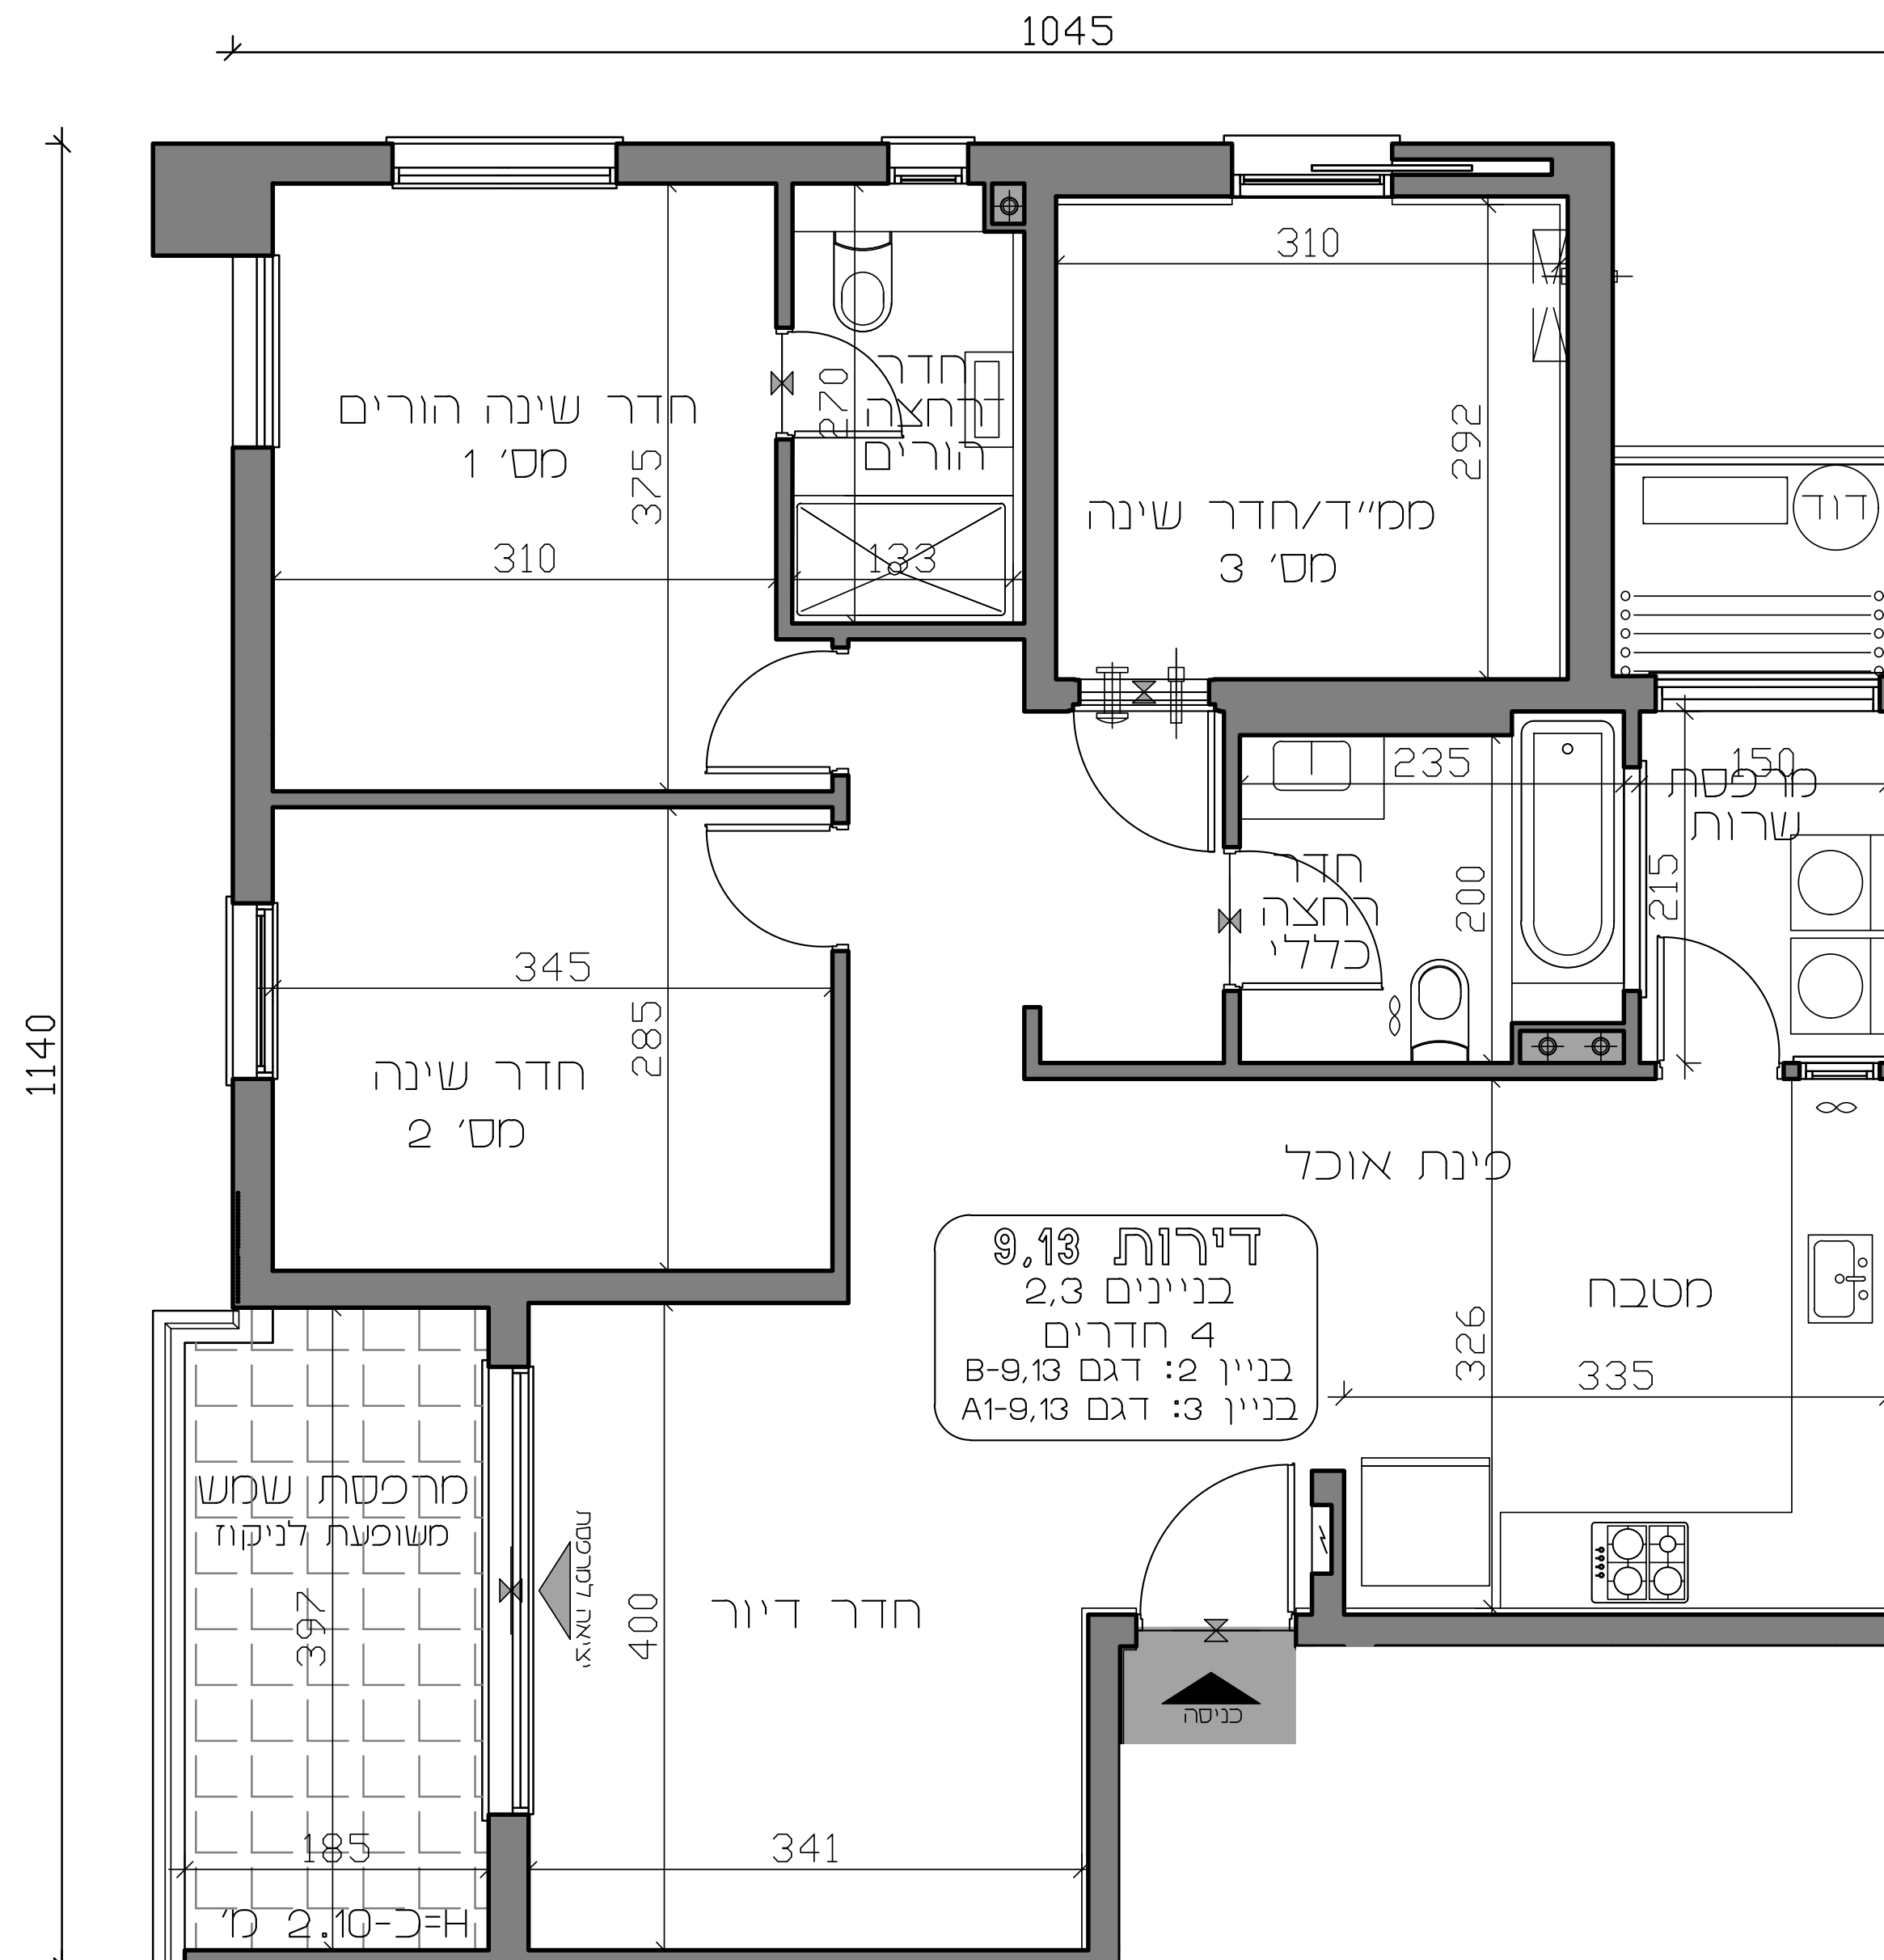 1045
1140
310
חדר שינה הורים
מס' 1
375
310
חדר
רחצה
הורים
270
133
ממ"ד/חדר שינה
מס' 3
292
דוד
235
150
מרפסת
שרות
215
חדר
רחצה
כללי
200
345
285
חדר שינה
מס' 2
פינת אוכל
דירות 9,13
בניינים 2,3
4 חדרים
בניין 2: דגם B-9,13
בניין 3: דגם A1-9,13
מטבח
326
335
מרפסת שמש
משופעת לניקוז
יציאה למרפסת
397
400
חדר דיור
כניסה
185
341
H=כ-2.10 מ'